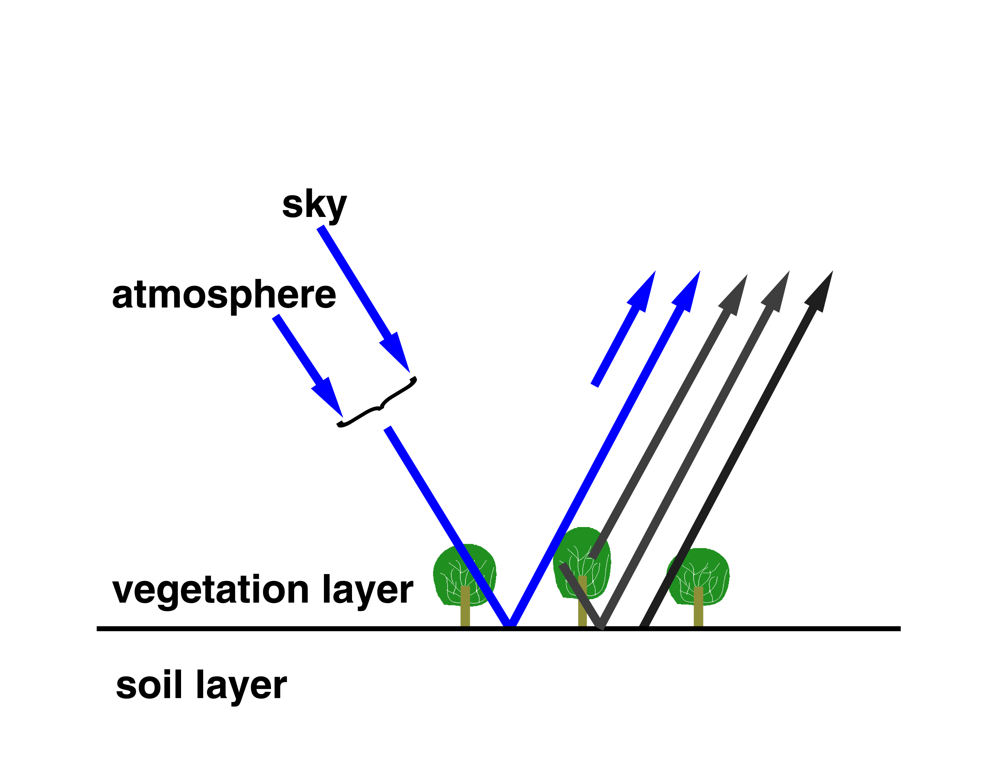 sky
atmosphere
vegetation layer
soil layer